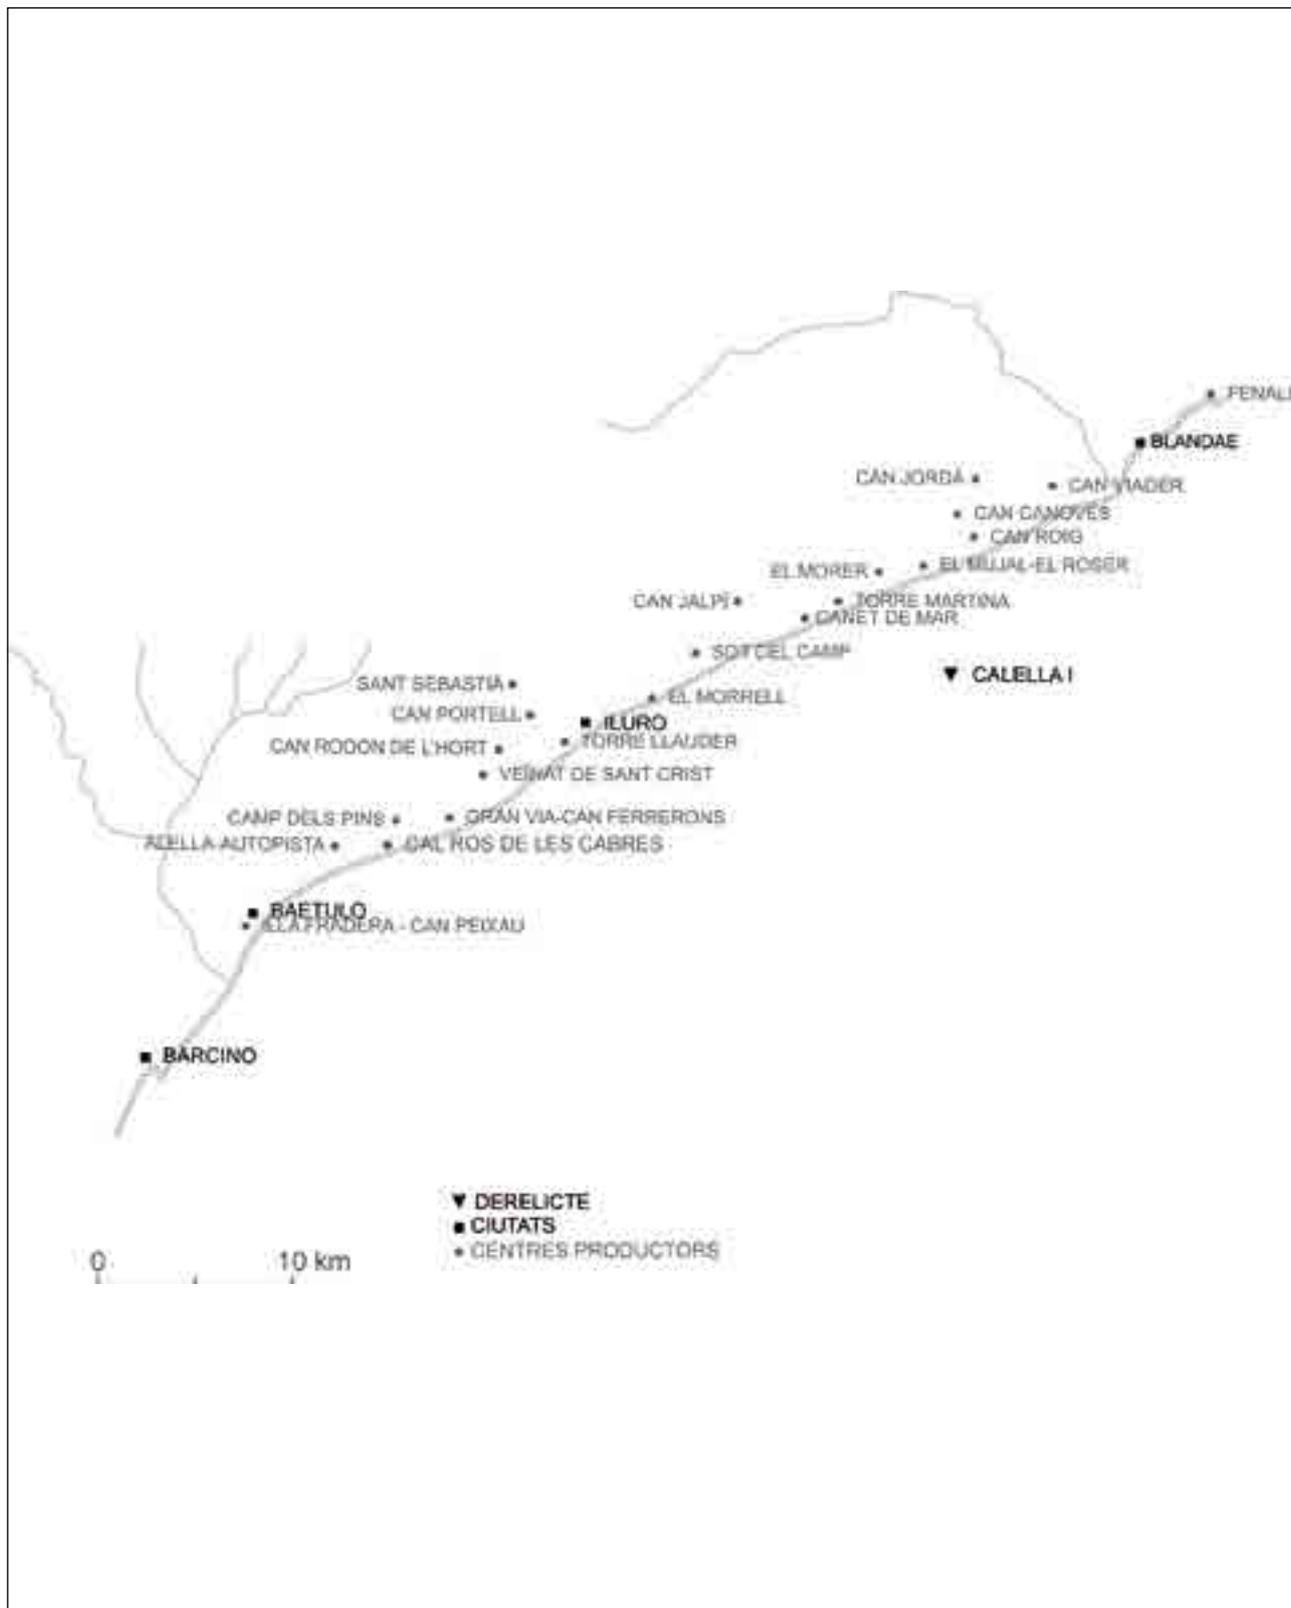 FENALS
BLANDAE
CAN JORDÀ
CAN VIADER
CAN CANOVES
CAN ROIG
EL MUJAL-EL ROSER
EL MORER
CAN JALPÍ
TORRE MARTINA
CANET DE MAR
SOT DEL CAMP
CALELLA I
SANT SEBASTIÀ
EL MORRELL
CAN PORTELL
ILURO
TORRE LLAUDER
CAN RODON DE L'HORT
VEÏNAT DE SANT CRIST
CAMP DELS PINS
GRAN VIA-CAN FERRERONS
ALELLA-AUTOPISTA
CAL ROS DE LES CABRES
BAETULO
ILLA FRADERA - CAN PEIXAU
BARCINO
DERELICTE
CIUTATS
CENTRES PRODUCTORS
0 10 km